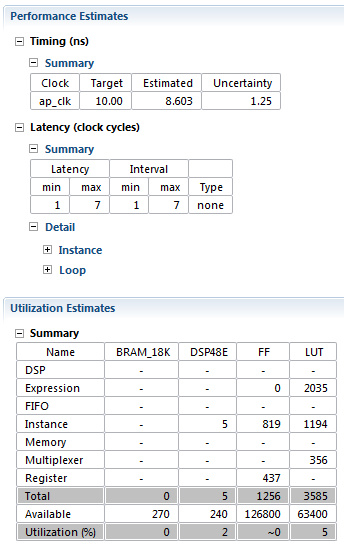 Performance Estimates
Timing (ns)
Summary
Clock Target Estimated Uncertainty
ap_clk 10.00 8.603 1.25
Latency (clock cycles)
Summary
Latency Interval
min max min max Type
1 7 1 7 none
Detail
Instance
Loop
Utilization Estimates
Summary
Name BRAM_18K DSP48E FF LUT
DSP - - - -
Expression - - 0 2035
FIFO - - - -
Instance - 5 819 1194
Memory - - - -
Multiplexer - - - 356
Register - - 437 -
Total 0 5 1256 3585
Available 270 240 126800 63400
Utilization (%) 0 2 ~0 5